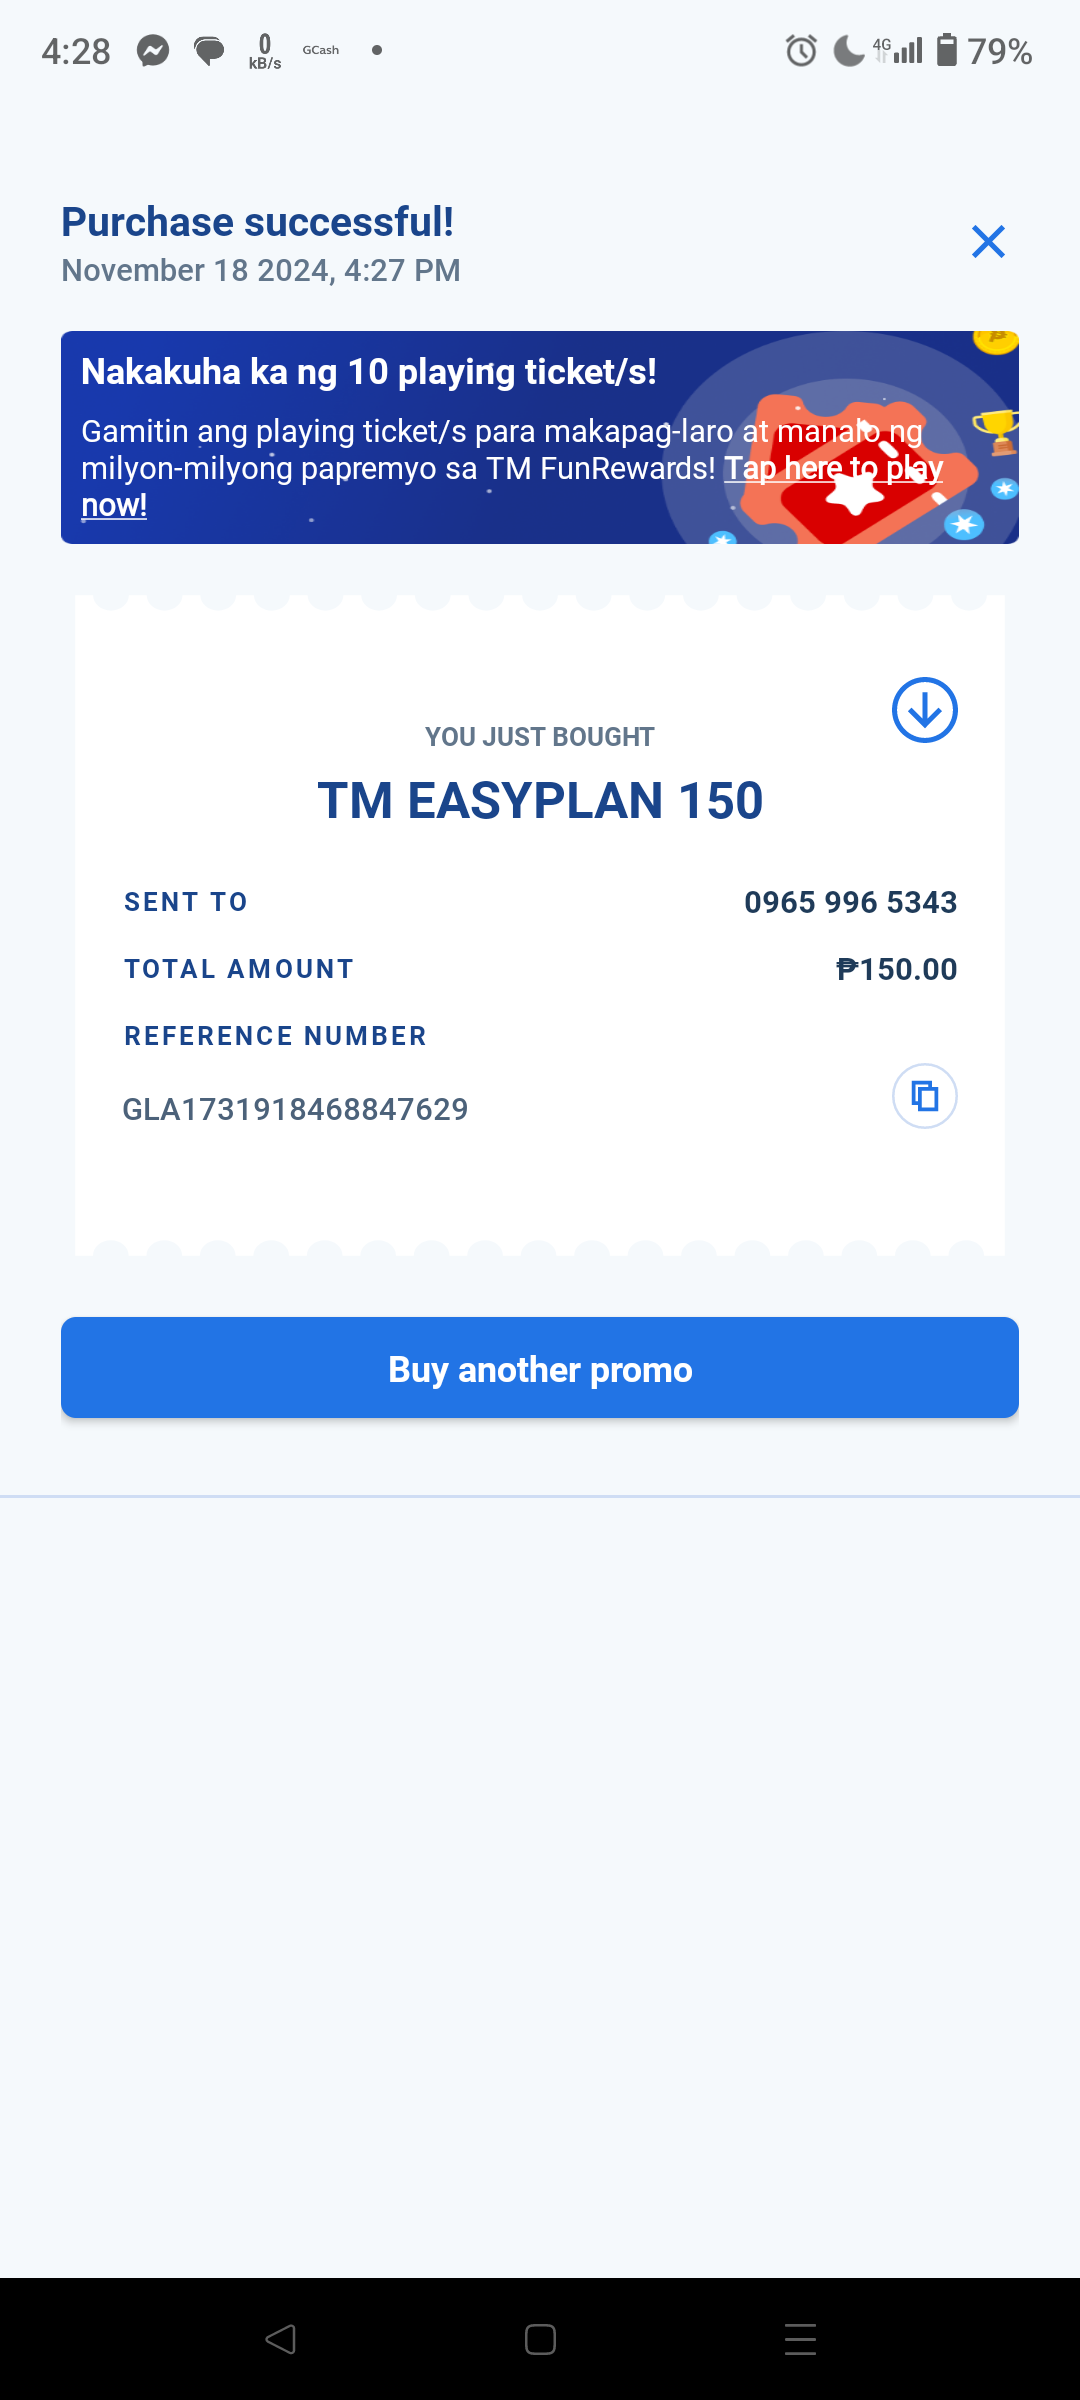 4:28
0
kB/s
GCash
4G
79%
Purchase successful!
November 18 2024, 4:27 PM
Nakakuha ka ng 10 playing ticket/s!
Gamitin ang playing ticket/s para makapag-laro at manalo ng
milyon-milyong papremyo sa TM FunRewards! Tap here to play
now!
YOU JUST BOUGHT
TM EASYPLAN 150
SENT TO
0965 996 5343
TOTAL AMOUNT
₱150.00
REFERENCE NUMBER
GLA1731918468847629
Buy another promo